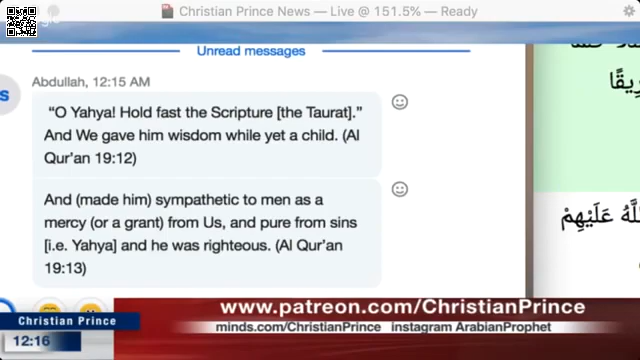 Christian Prince News — Live @ 151.5% — Ready
Unread messages
S
Abdullah, 12:15 AM
“O Yahya! Hold fast the Scripture [the Taurat].”
And We gave him wisdom while yet a child. (Al
Qur’an 19:12)
And (made him) sympathetic to men as a
mercy (or a grant) from Us, and pure from sins
[i.e. Yahya] and he was righteous. (Al Qur’an
19:13)
للَّهُ عَلَيْهِمْ
www.patreon.com/ChristianPrince
minds.com/ChristianPrince instagram ArabianProphet
Christian Prince
12:16